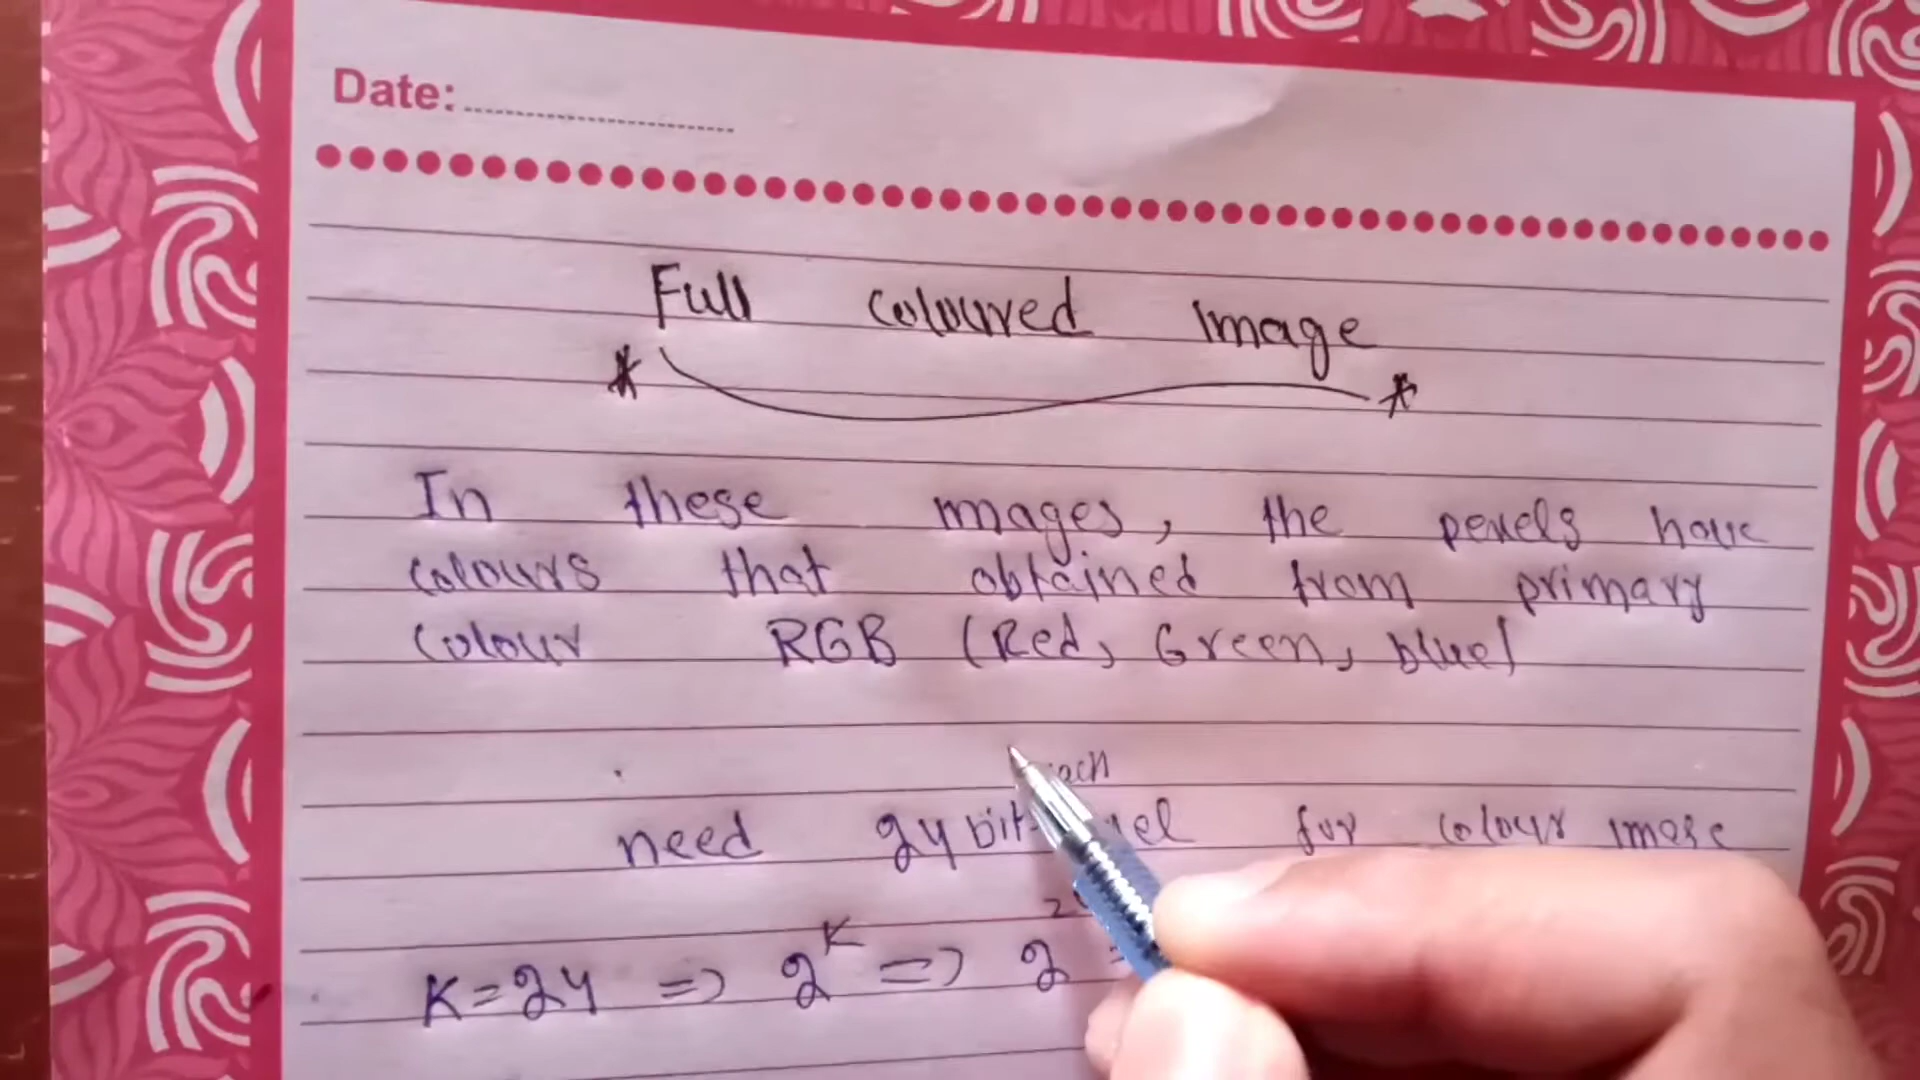 Date:
Full coloured Image
In these images, the pexels have
colours that obtained from primary
colour RGB (Red, Green, blue)
need 24 bit for colour image
K=24 => 2^K => 2